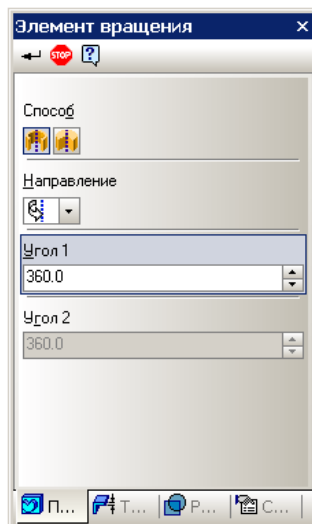 Элемент вращения
STOP
Способ
Направление
Угол 1
360.0
Угол 2
360.0
П... Т... Р... С...